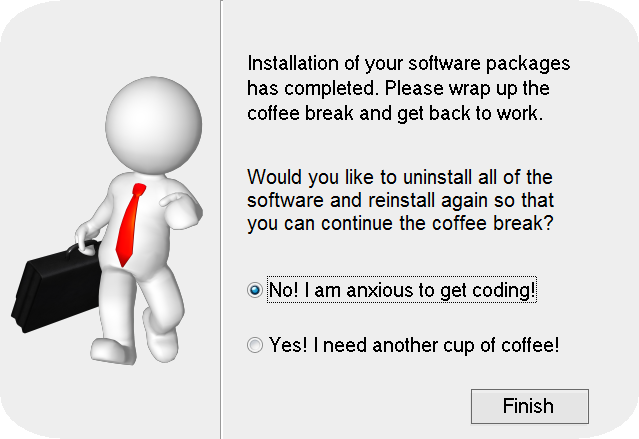 Installation of your software packages
has completed. Please wrap up the
coffee break and get back to work.
Would you like to uninstall all of the
software and reinstall again so that
you can continue the coffee break?
No! I am anxious to get coding!
Yes! I need another cup of coffee!
Finish